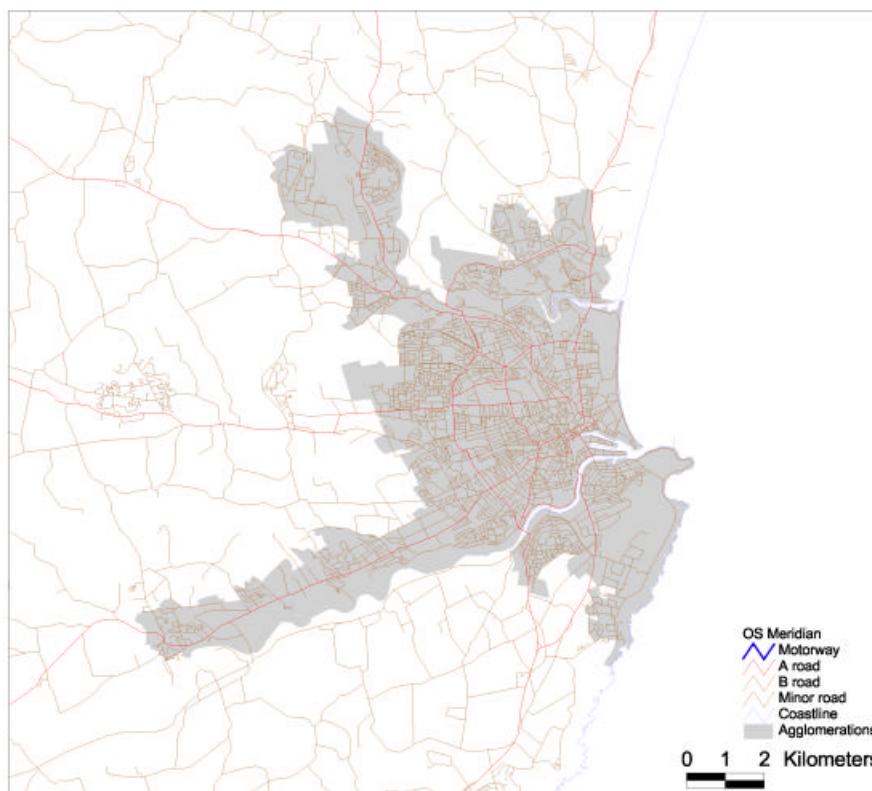 OS Meridian
Motorway
A road
B road
Minor road
Coastline
Agglomerations
0 1 2 Kilometers